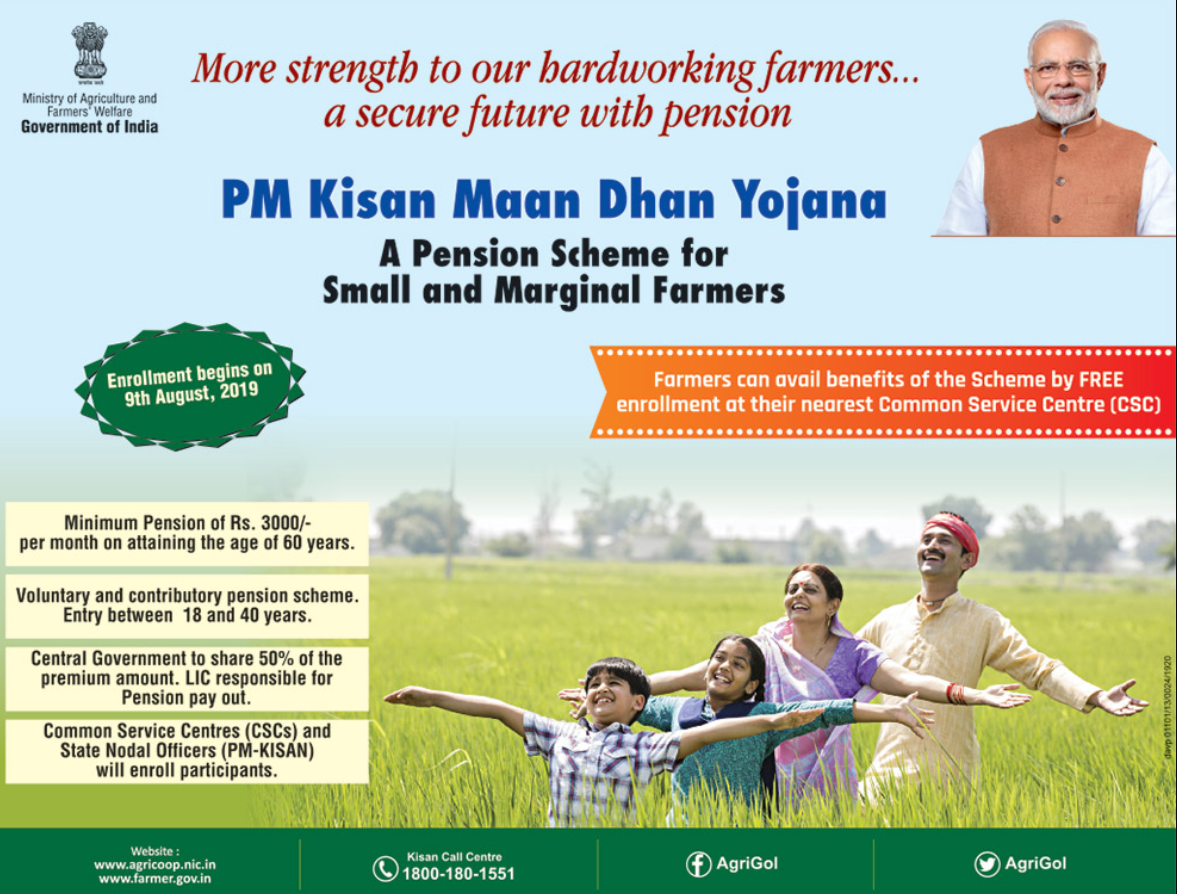 Ministry of Agriculture and
Farmers' Welfare
Government of India
More strength to our hardworking farmers...
a secure future with pension
PM Kisan Maan Dhan Yojana
A Pension Scheme for
Small and Marginal Farmers
Enrollment begins on
9th August, 2019
Farmers can avail benefits of the Scheme by FREE
enrollment at their nearest Common Service Centre (CSC)
Minimum Pension of Rs. 3000/-
per month on attaining the age of 60 years.
Voluntary and contributory pension scheme.
Entry between 18 and 40 years.
Central Government to share 50% of the
premium amount. LIC responsible for
Pension pay out.
Common Service Centres (CSCs) and
State Nodal Officers (PM-KISAN)
will enroll participants.
davp 01101/13/0024/1920
Website :
www.agricoop.nic.in
www.farmer.gov.in
Kisan Call Centre
1800-180-1551
AgriGoI
AgriGoI